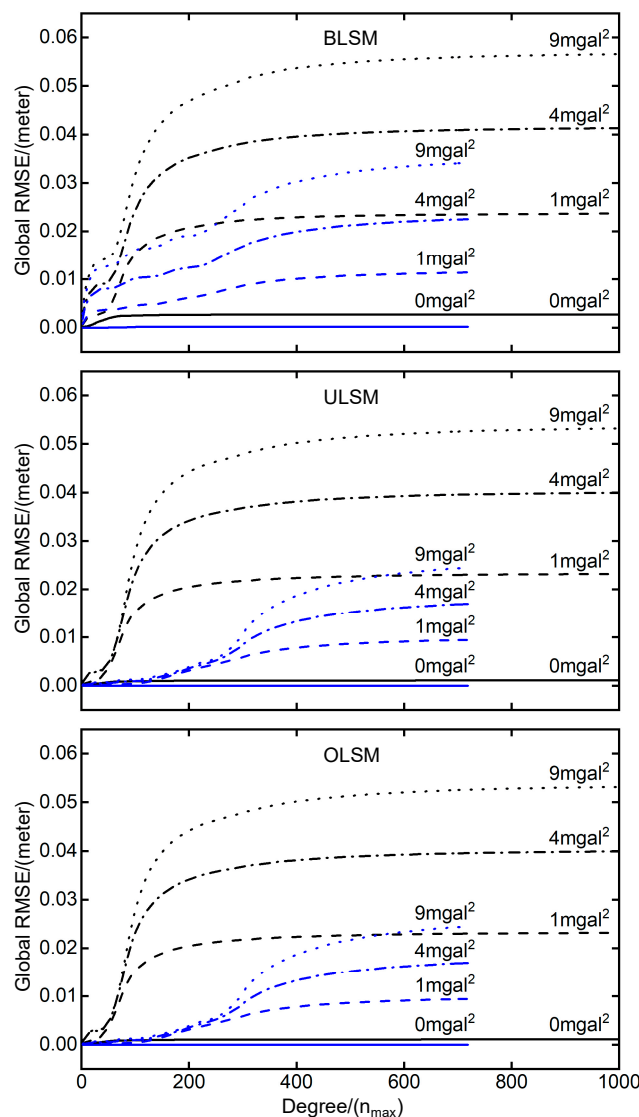 BLSM
9mgal²
4mgal²
9mgal²
4mgal²
1mgal²
1mgal²
0mgal²
0mgal²
0.06
0.05
0.04
0.03
0.02
0.01
0.00
Global RMSE/(meter)
ULSM
9mgal²
4mgal²
9mgal²
1mgal²
4mgal²
1mgal²
0mgal²
0mgal²
0.06
0.05
0.04
0.03
0.02
0.01
0.00
Global RMSE/(meter)
OLSM
9mgal²
4mgal²
9mgal²
1mgal²
4mgal²
1mgal²
0mgal²
0mgal²
0.06
0.05
0.04
0.03
0.02
0.01
0.00
Global RMSE/(meter)
0 200 400 600 800 1000
Degree/(nmax)